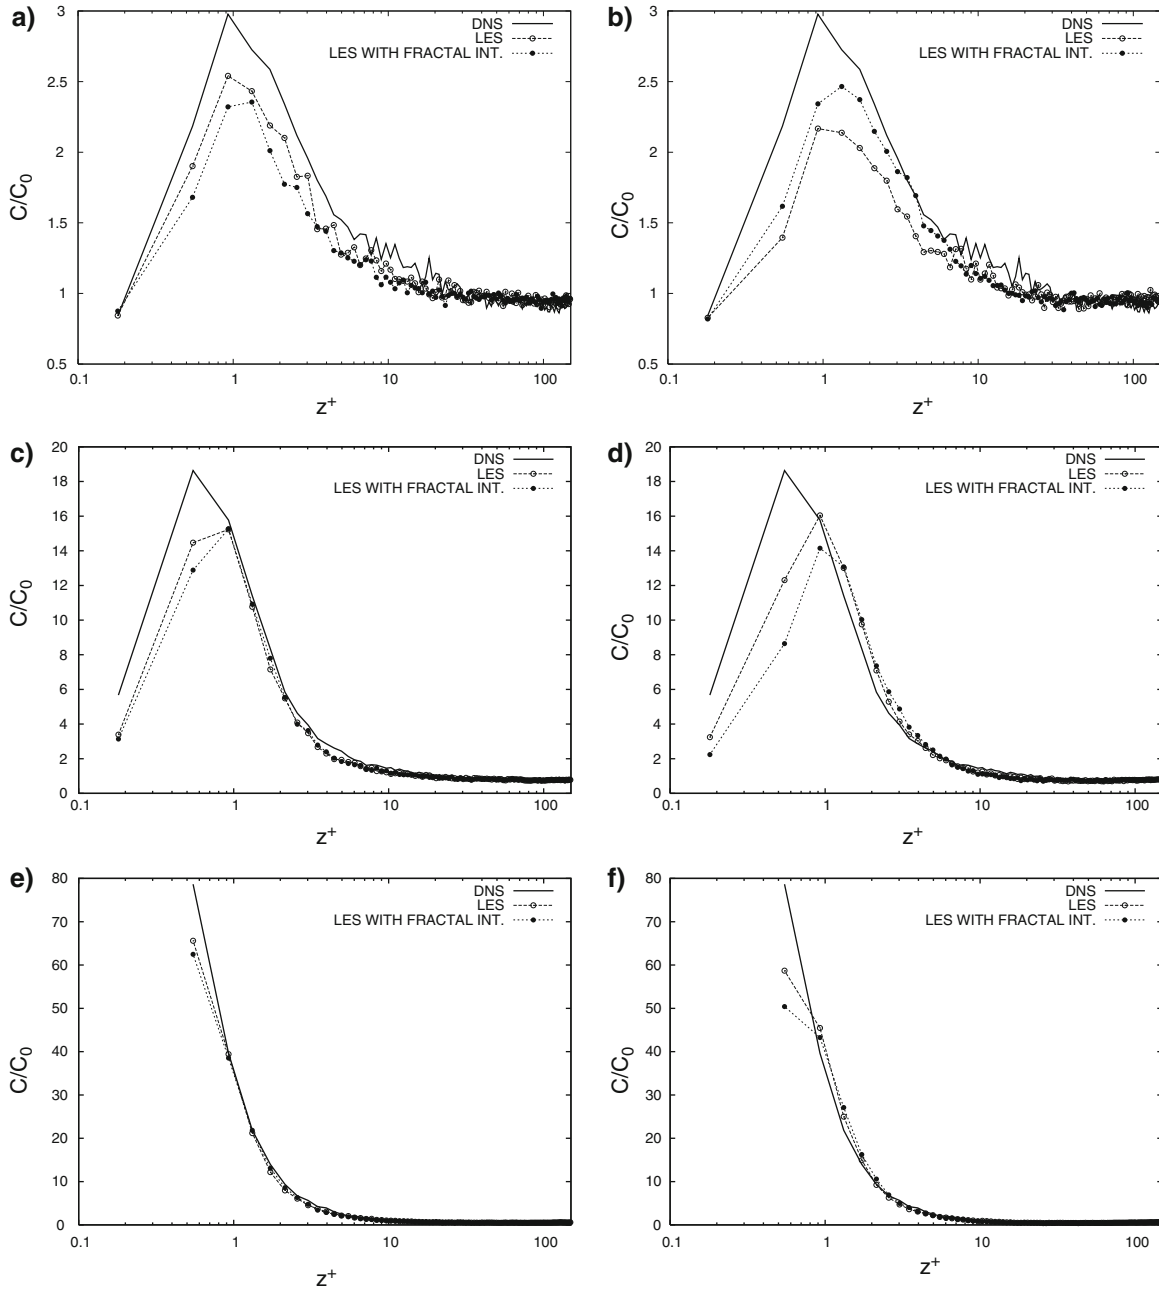 a)
3
2.5
2
1.5
1
0.5
C/C0
DNS
LES
LES WITH FRACTAL INT.
0.1 1 10 100
z+
b)
3
2.5
2
1.5
1
0.5
C/C0
DNS
LES
LES WITH FRACTAL INT.
0.1 1 10 100
z+
c)
20
18
16
14
12
10
8
6
4
2
0
C/C0
DNS
LES
LES WITH FRACTAL INT.
0.1 1 10 100
z+
d)
20
18
16
14
12
10
8
6
4
2
0
C/C0
DNS
LES
LES WITH FRACTAL INT.
0.1 1 10 100
z+
e)
80
70
60
50
40
30
20
10
0
C/C0
DNS
LES
LES WITH FRACTAL INT.
0.1 1 10 100
z+
f)
80
70
60
50
40
30
20
10
0
C/C0
DNS
LES
LES WITH FRACTAL INT.
0.1 1 10 100
z+